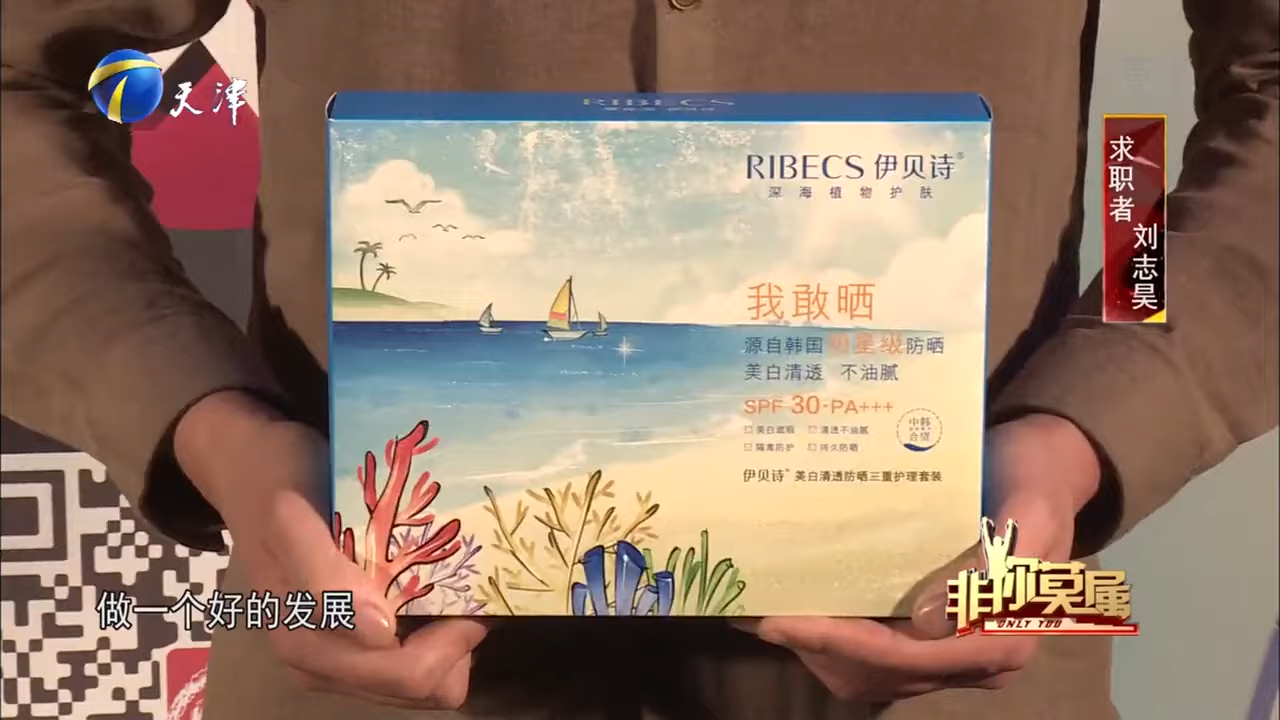 天津
RIBECS
RIBECS 伊贝诗®
深海植物护肤
我敢晒
源自韩国明星级防晒
美白清透 不油腻
SPF 30·PA+++
美白遮瑕 清透不油腻
隔离防护 持久防晒
中韩
合资
伊贝诗® 美白清透防晒三重护理套装
求职者
刘志昊
做一个好的发展
非你莫属
ONLY YOU